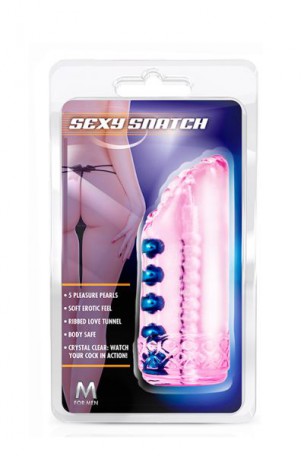 SEXY SNATCH
• 5 PLEASURE PEARLS
• SOFT EROTIC FEEL
• RIBBED LOVE TUNNEL
• BODY SAFE
• CRYSTAL CLEAR: WATCH
YOUR COCK IN ACTION!
M
FOR MEN